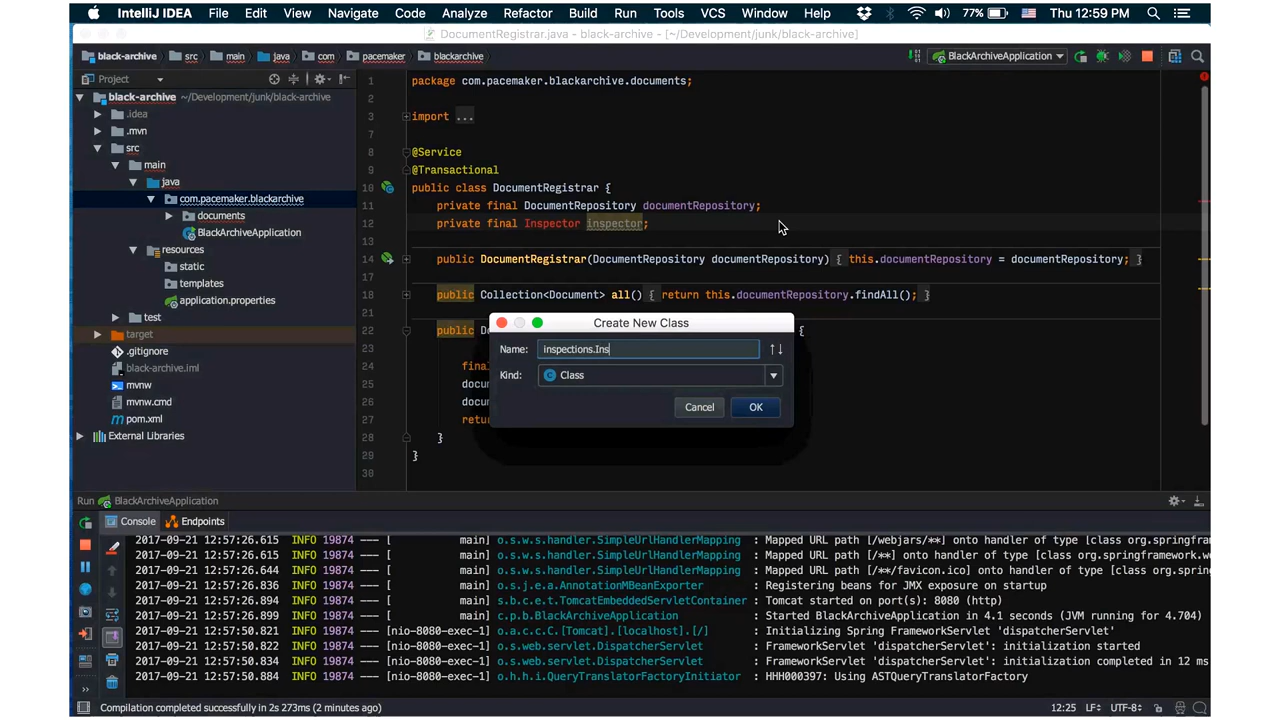 IntelliJ IDEA File Edit View Navigate Code Analyze Refactor Build Run Tools VCS Window Help 77% Thu 12:59 PM
DocumentRegistrar.java - black-archive - [~/Development/junk/black-archive]
black-archive src main java com pacemaker blackarchive BlackArchiveApplication
Project
black-archive ~/Development/junk/black-archive
.idea
.mvn
src
main
java
com.pacemaker.blackarchive
documents
BlackArchiveApplication
resources
static
templates
application.properties
test
target
.gitignore
black-archive.iml
mvnw
mvnw.cmd
pom.xml
External Libraries
1 package com.pacemaker.blackarchive.documents;
2
3 import ...
7
8 @Service
9 @Transactional
10 public class DocumentRegistrar {
11 private final DocumentRepository documentRepository;
12 private final Inspector inspector;
13
14 public DocumentRegistrar(DocumentRepository documentRepository) { this.documentRepository = documentRepository; }
17
18 public Collection<Document> all() { return this.documentRepository.findAll(); }
21
22 public D {
23
24 fina
25 docu
26 docu
27 retu
28 }
29 }
30
Create New Class
Name: inspections.Ins
Kind: Class
Cancel OK
Run BlackArchiveApplication
Console Endpoints
2017-09-21 12:57:26.615 INFO 19874 --- [ main] o.s.w.s.handler.SimpleUrlHandlerMapping : Mapped URL path [/webjars/**] onto handler of type [class org.springframework.w
2017-09-21 12:57:26.615 INFO 19874 --- [ main] o.s.w.s.handler.SimpleUrlHandlerMapping : Mapped URL path [/**] onto handler of type [class org.springframework.we
2017-09-21 12:57:26.644 INFO 19874 --- [ main] o.s.w.s.handler.SimpleUrlHandlerMapping : Mapped URL path [/**/favicon.ico] onto handler of type [class org.spring
2017-09-21 12:57:26.836 INFO 19874 --- [ main] o.s.j.e.a.AnnotationMBeanExporter : Registering beans for JMX exposure on startup
2017-09-21 12:57:26.894 INFO 19874 --- [ main] s.b.c.e.t.TomcatEmbeddedServletContainer : Tomcat started on port(s): 8080 (http)
2017-09-21 12:57:26.899 INFO 19874 --- [ main] c.p.b.BlackArchiveApplication : Started BlackArchiveApplication in 4.1 seconds (JVM running for 4.704)
2017-09-21 12:57:50.821 INFO 19874 --- [nio-8080-exec-1] o.a.c.c.C.[Tomcat].[localhost].[/] : Initializing Spring FrameworkServlet 'dispatcherServlet'
2017-09-21 12:57:50.821 INFO 19874 --- [nio-8080-exec-1] o.s.web.servlet.DispatcherServlet : FrameworkServlet 'dispatcherServlet': initialization started
2017-09-21 12:57:50.834 INFO 19874 --- [nio-8080-exec-1] o.s.web.servlet.DispatcherServlet : FrameworkServlet 'dispatcherServlet': initialization completed in 12 ms
2017-09-21 12:57:50.884 INFO 19874 --- [nio-8080-exec-1] o.h.h.i.QueryTranslatorFactoryInitiator : HHH000397: Using ASTQueryTranslatorFactory
Compilation completed successfully in 2s 273ms (2 minutes ago) 12:25 LF÷ UTF-8÷